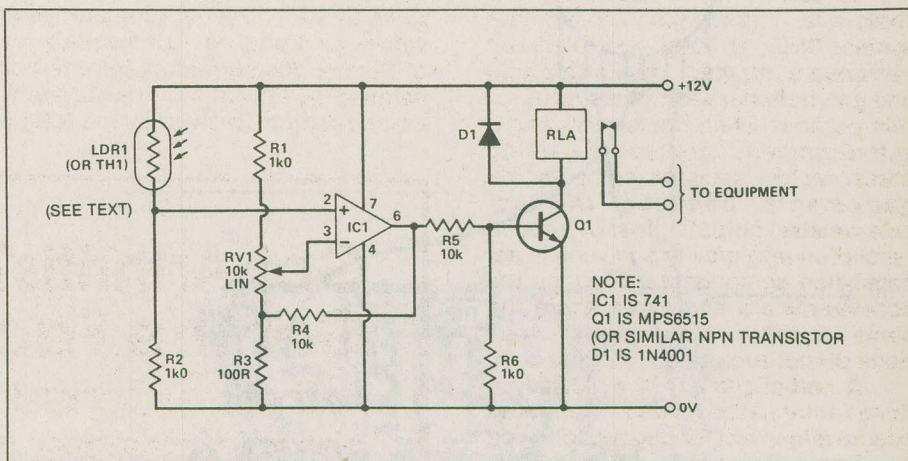 +12V
LDR1
(OR TH1)
(SEE TEXT)
R1
1k0
D1
RLA
TO EQUIPMENT
2
+
7
6
IC1
3
−
4
R5
10k
Q1
RV1
10k
LIN
R4
10k
R2
1k0
R3
100R
R6
1k0
NOTE:
IC1 IS 741
Q1 IS MPS6515
(OR SIMILAR NPN TRANSISTOR
D1 IS 1N4001
0V